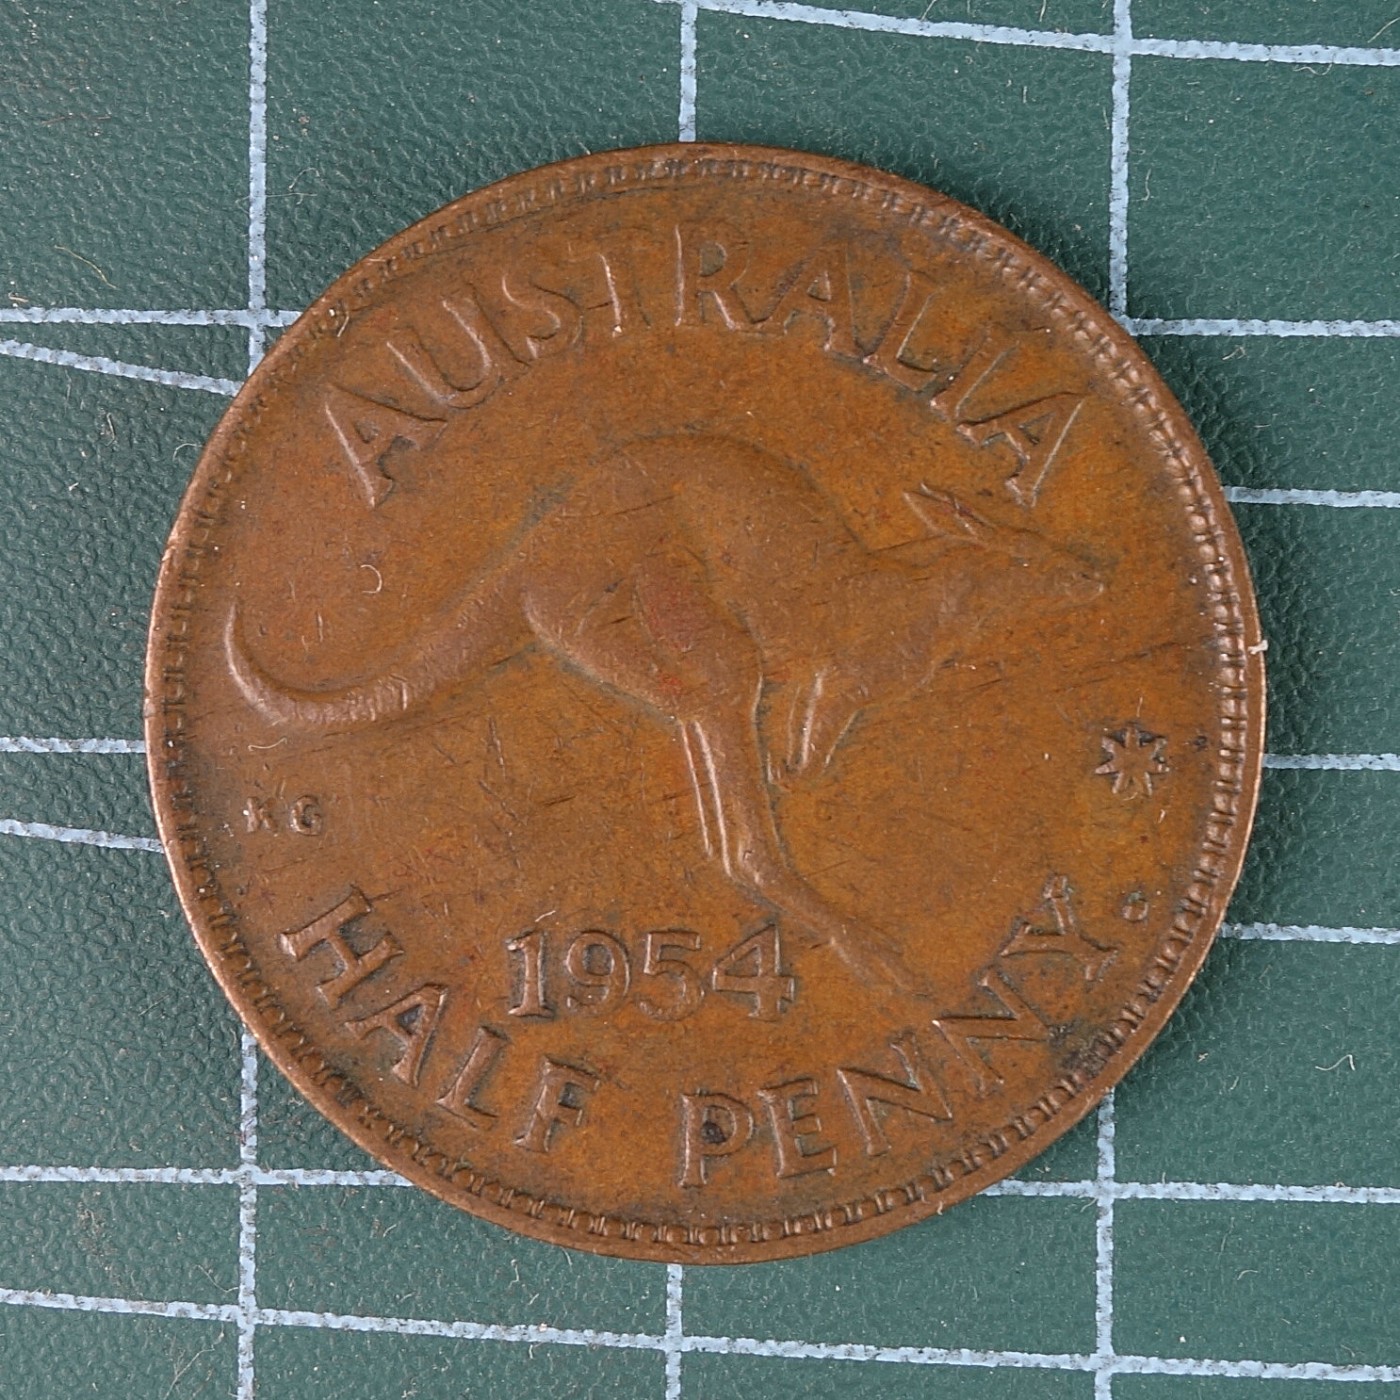 AUSTRALIA
KG
1954
HALF PENNY.